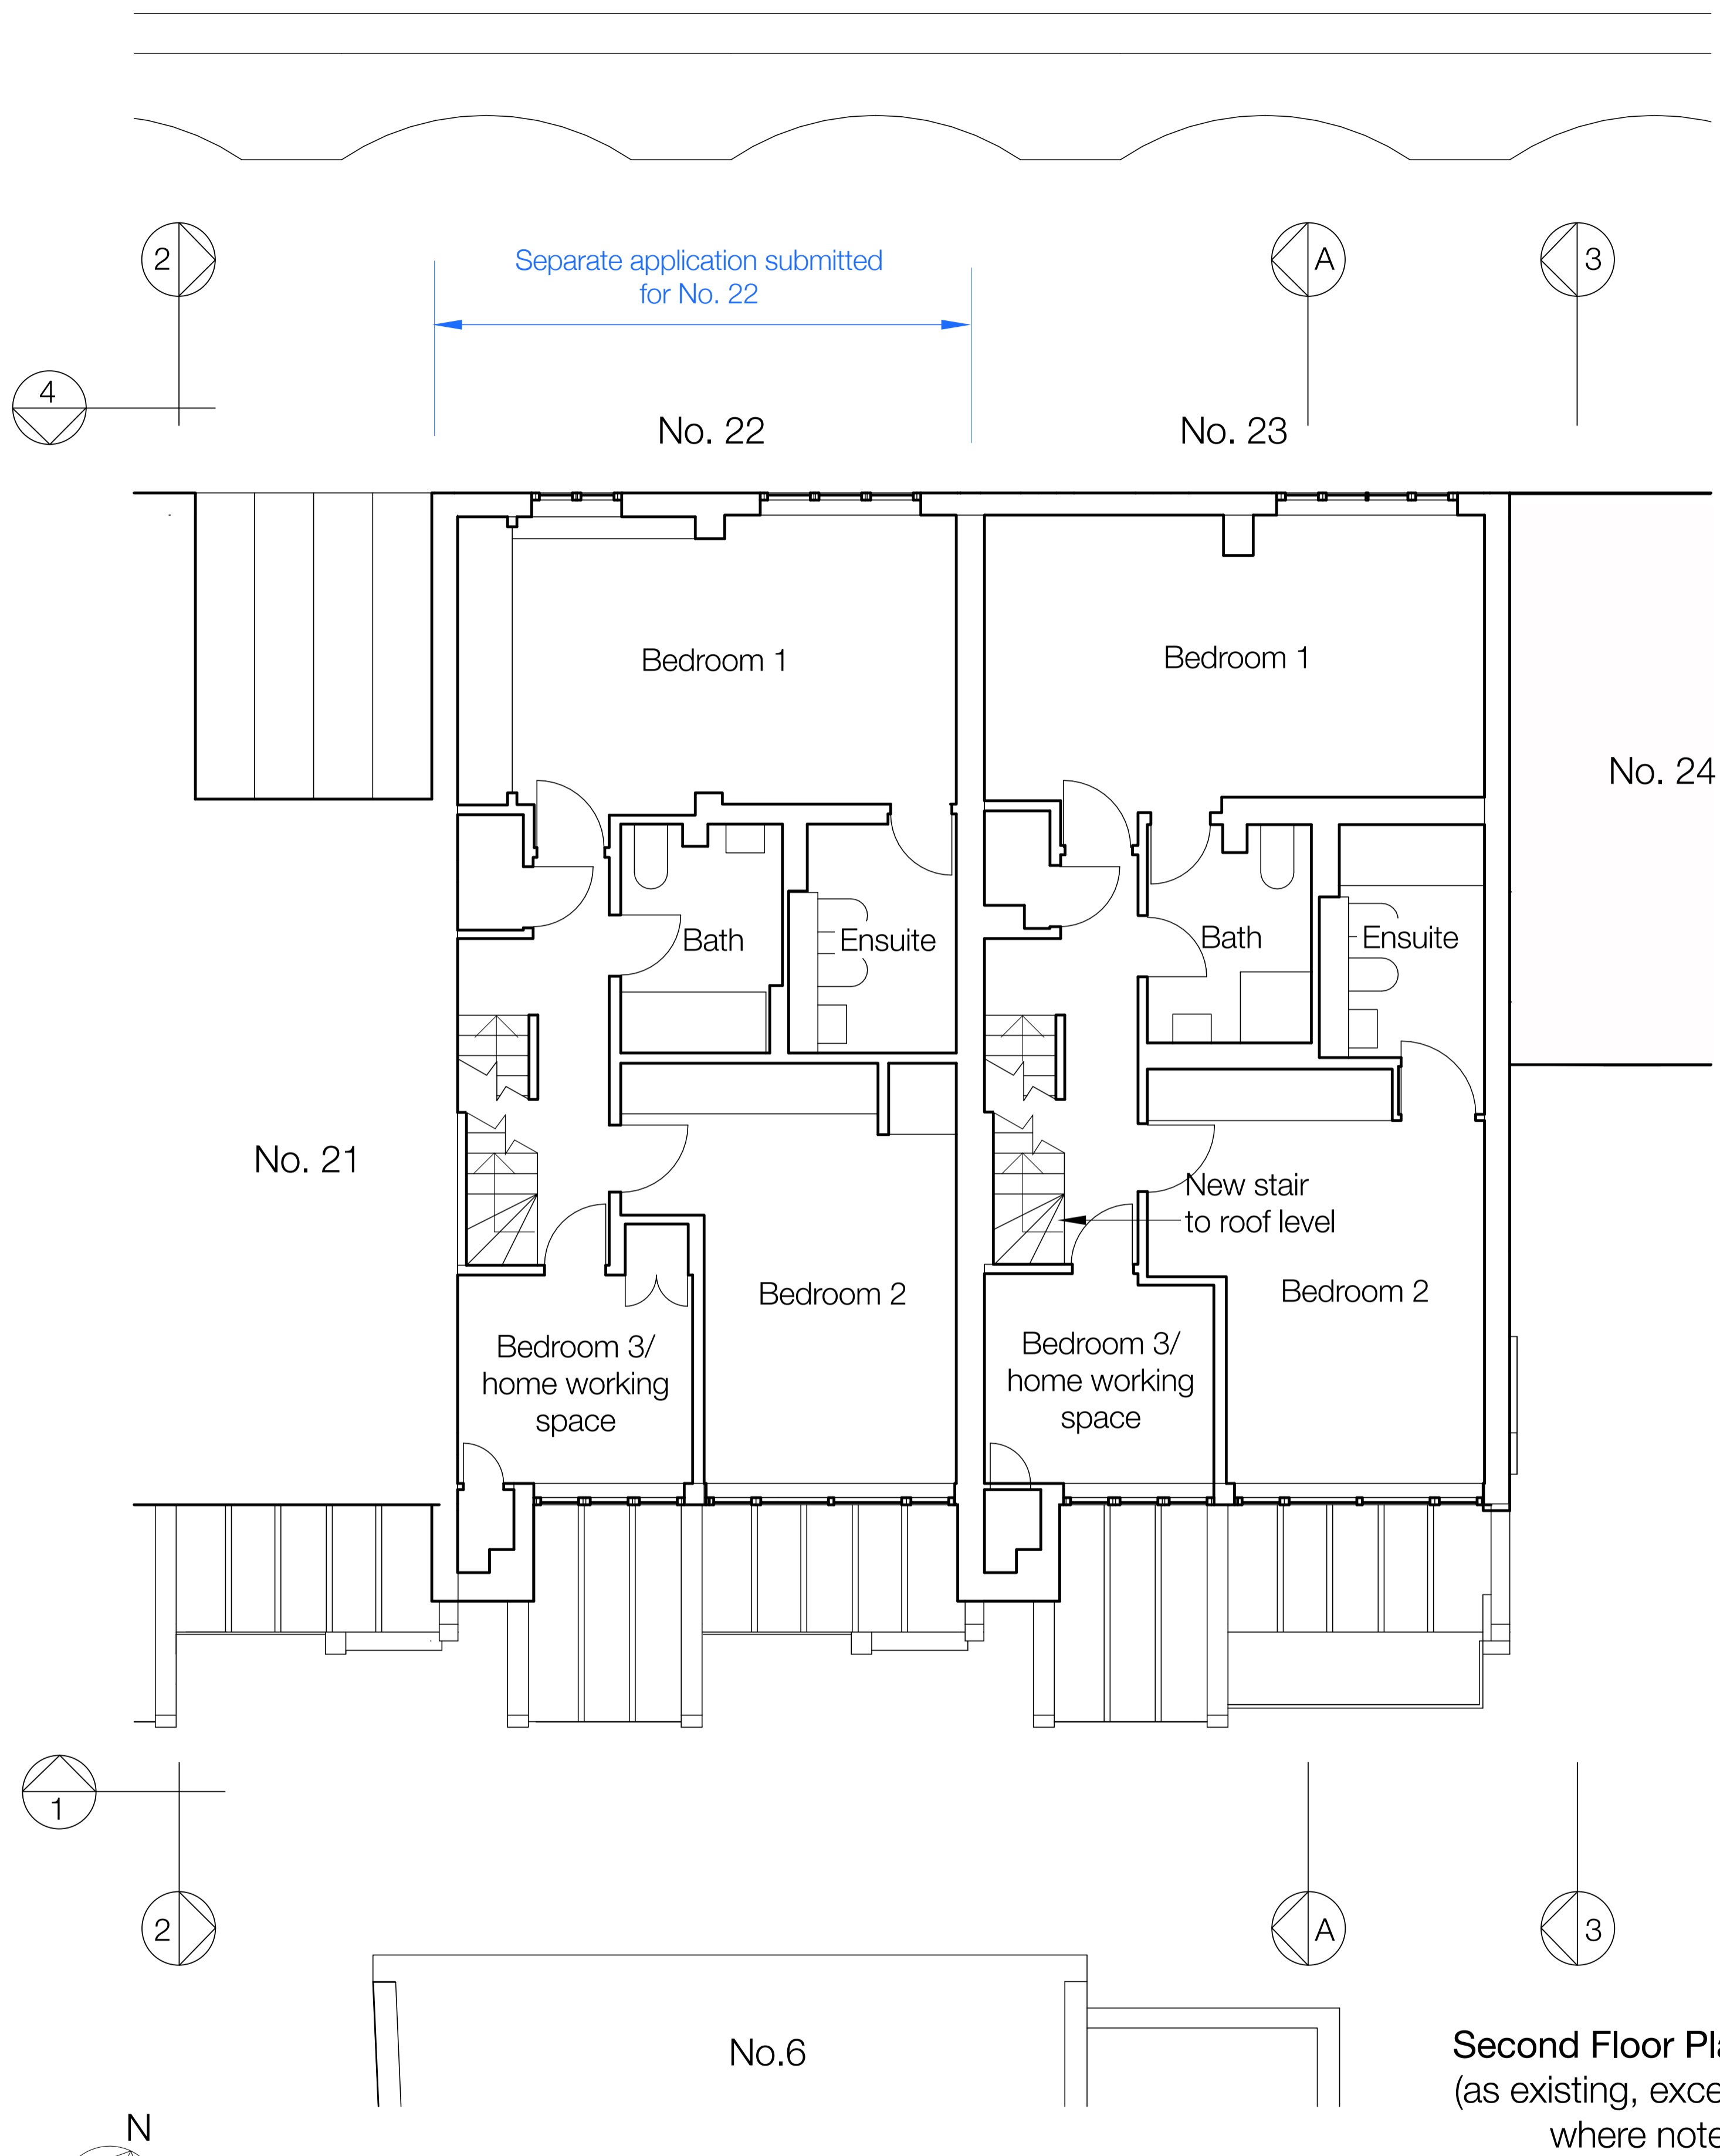 Separate application submitted
for No. 22
2
A
3
4
No. 22
No. 23
Bedroom 1
Bedroom 1
No. 24
Bath
Ensuite
Bath
Ensuite
No. 21
New stair
to roof level
Bedroom 2
Bedroom 2
Bedroom 3/
home working
space
Bedroom 3/
home working
space
1
2
A
3
No.6
Second Floor Pla
(as existing, exce
where note
N